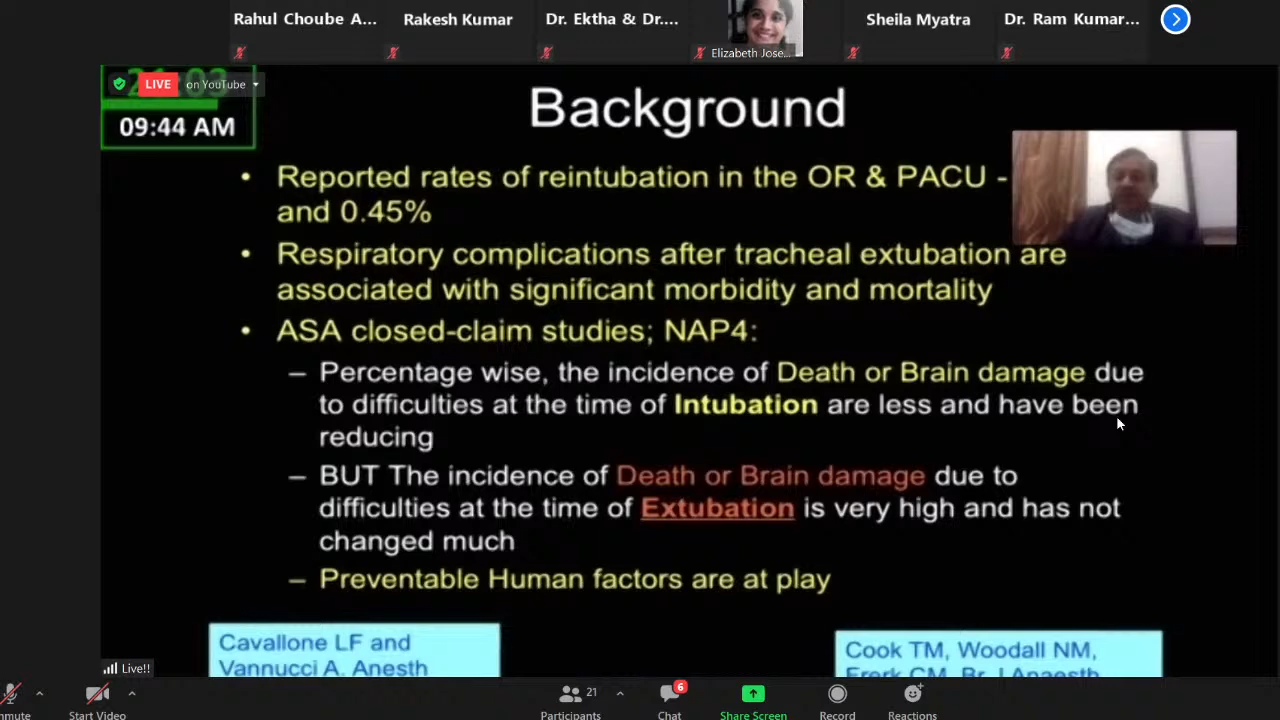 Rahul Choube A...
Rakesh Kumar
Dr. Ektha & Dr....
Elizabeth Jose...
Sheila Myatra
Dr. Ram Kumar...
LIVE on YouTube
09:44 AM
Background
• Reported rates of reintubation in the OR & PACU -
and 0.45%
• Respiratory complications after tracheal extubation are
associated with significant morbidity and mortality
• ASA closed-claim studies; NAP4:
– Percentage wise, the incidence of Death or Brain damage due
to difficulties at the time of Intubation are less and have been
reducing
– BUT The incidence of Death or Brain damage due to
difficulties at the time of Extubation is very high and has not
changed much
– Preventable Human factors are at play
Cavallone LF and
Vannucci A. Anesth
Cook TM, Woodall NM,
Live!!
Start Video
21
Participants
6
Chat
Share Screen
Record
Reactions